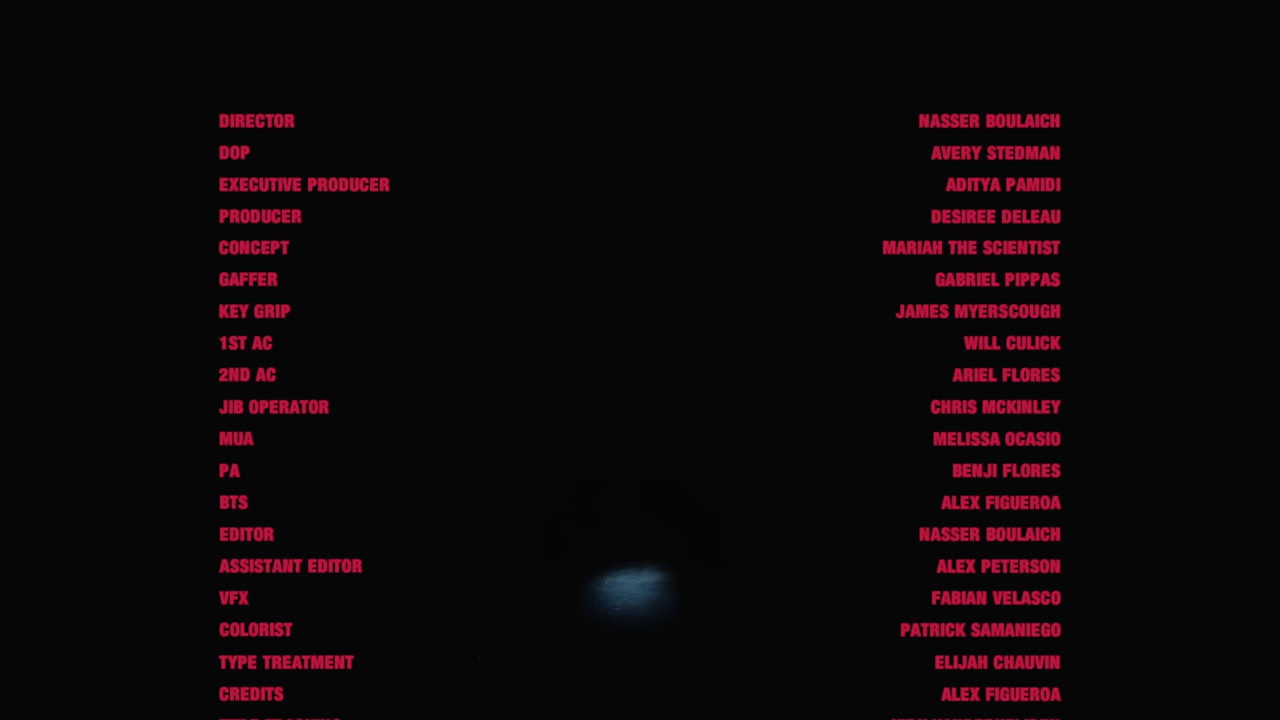 DIRECTOR NASSER BOULAICH
DOP AVERY STEDMAN
EXECUTIVE PRODUCER ADITYA PAMIDI
PRODUCER DESIREE DELEAU
CONCEPT MARIAH THE SCIENTIST
GAFFER GABRIEL PIPPAS
KEY GRIP JAMES MYERSCOUGH
1ST AC WILL CULICK
2ND AC ARIEL FLORES
JIB OPERATOR CHRIS MCKINLEY
MUA MELISSA OCASIO
PA BENJI FLORES
BTS ALEX FIGUEROA
EDITOR NASSER BOULAICH
ASSISTANT EDITOR ALEX PETERSON
VFX FABIAN VELASCO
COLORIST PATRICK SAMANIEGO
TYPE TREATMENT ELIJAH CHAUVIN
CREDITS ALEX FIGUEROA